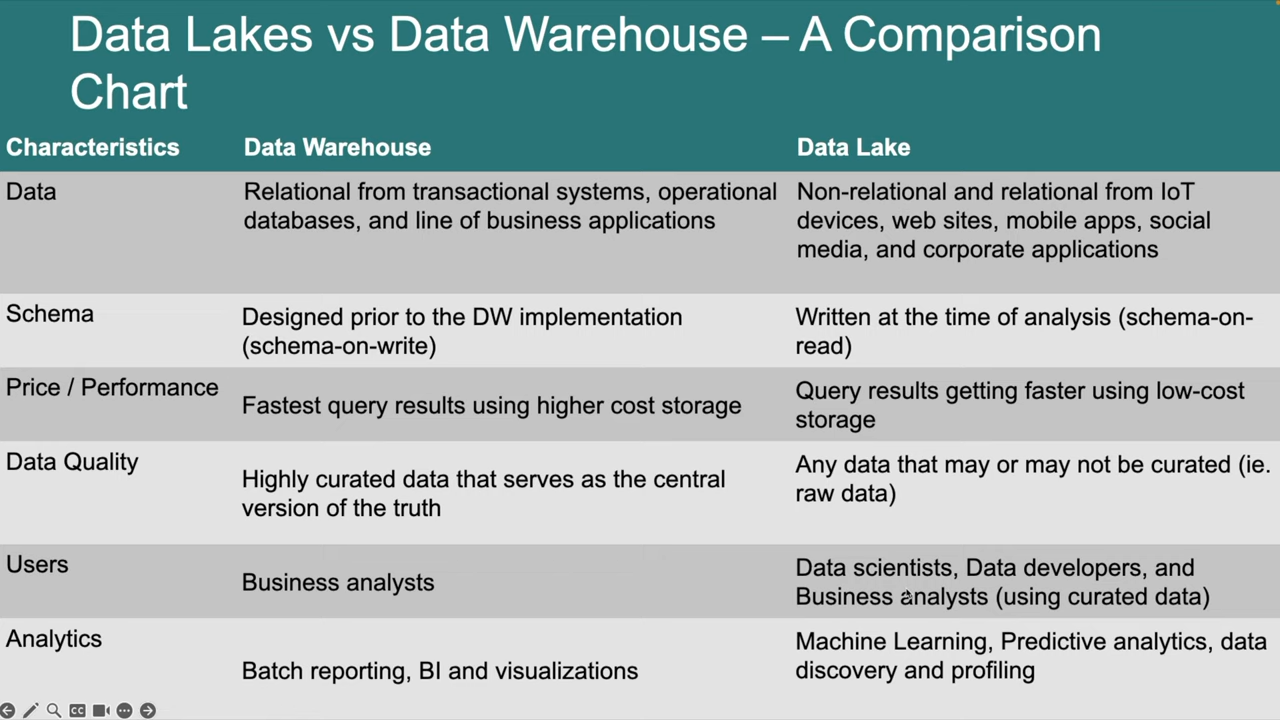 Data Lakes vs Data Warehouse – A Comparison
Chart
Characteristics
Data Warehouse
Data Lake
Data
Relational from transactional systems, operational
databases, and line of business applications
Non-relational and relational from IoT
devices, web sites, mobile apps, social
media, and corporate applications
Schema
Designed prior to the DW implementation
(schema-on-write)
Written at the time of analysis (schema-on-
read)
Price / Performance
Fastest query results using higher cost storage
Query results getting faster using low-cost
storage
Data Quality
Highly curated data that serves as the central
version of the truth
Any data that may or may not be curated (ie.
raw data)
Users
Business analysts
Data scientists, Data developers, and
Business analysts (using curated data)
Analytics
Batch reporting, BI and visualizations
Machine Learning, Predictive analytics, data
discovery and profiling
CC